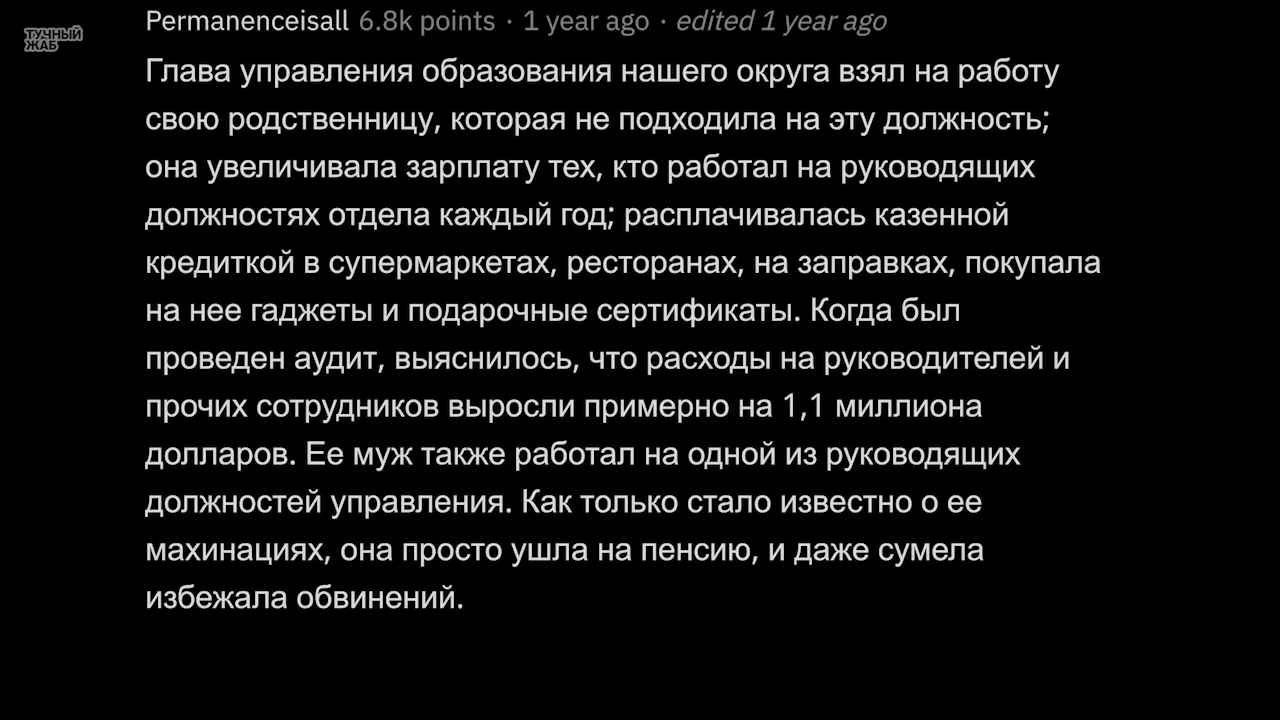 Permanenceisall 6.8k points · 1 year ago · edited 1 year ago
ТУЧНЫЙ
ЖАБ
Глава управления образования нашего округа взял на работу
свою родственницу, которая не подходила на эту должность;
она увеличивала зарплату тех, кто работал на руководящих
должностях отдела каждый год; расплачивалась казенной
кредиткой в супермаркетах, ресторанах, на заправках, покупала
на нее гаджеты и подарочные сертификаты. Когда был
проведен аудит, выяснилось, что расходы на руководителей и
прочих сотрудников выросли примерно на 1,1 миллиона
долларов. Ее муж также работал на одной из руководящих
должностей управления. Как только стало известно о ее
махинациях, она просто ушла на пенсию, и даже сумела
избежала обвинений.